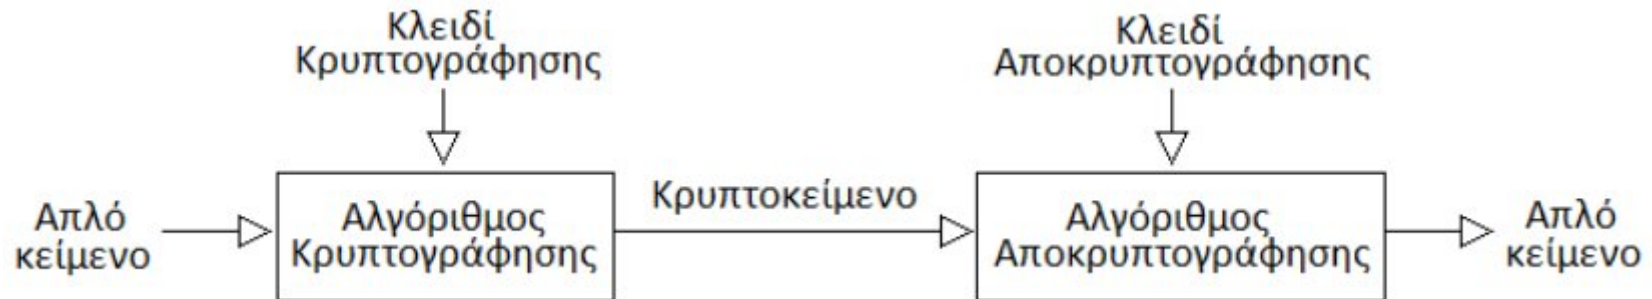 Κλειδί
Κρυπτογράφησης
Κλειδί
Αποκρυπτογράφησης
Απλό
κείμενο
Αλγόριθμος
Κρυπτογράφησης
Κρυπτοκείμενο
Αλγόριθμος
Αποκρυπτογράφησης
Απλό
κείμενο